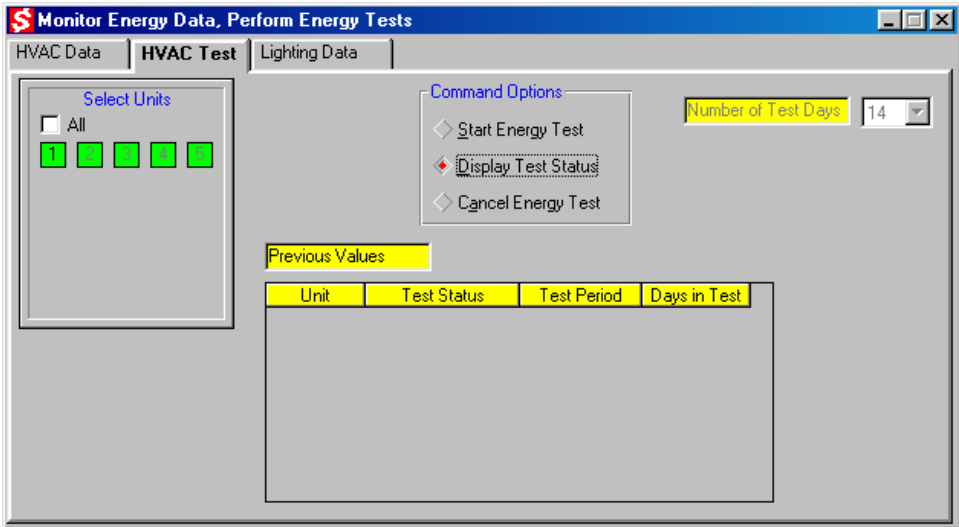 Monitor Energy Data, Perform Energy Tests
HVAC Data HVAC Test Lighting Data
Select Units
All
1 2 3 4 5
Command Options
Start Energy Test
Display Test Status
Cancel Energy Test
Number of Test Days 14
Previous Values
Unit Test Status Test Period Days in Test